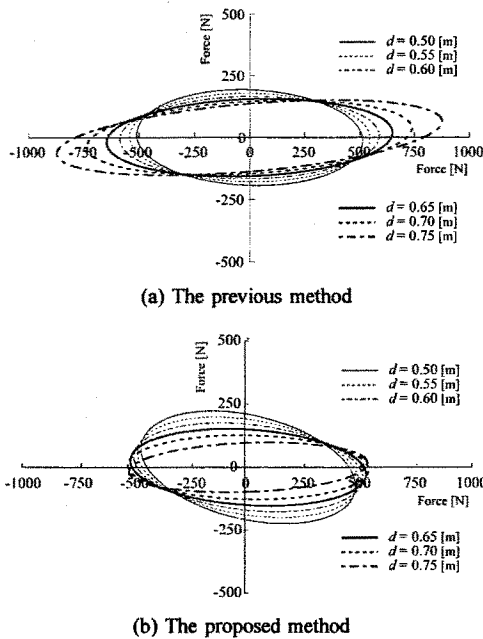 500
Force [N]
d = 0.50 [m]
d = 0.55 [m]
d = 0.60 [m]
250
0
-1000 -750 -500 -250 0 250 500 750 1000
Force [N]
-250
d = 0.65 [m]
d = 0.70 [m]
d = 0.75 [m]
-500
(a) The previous method
500
Force [N]
d = 0.50 [m]
d = 0.55 [m]
d = 0.60 [m]
250
0
-1000 -750 -500 -250 0 250 500 750 1000
Force [N]
-250
d = 0.65 [m]
d = 0.70 [m]
d = 0.75 [m]
-500
(b) The proposed method